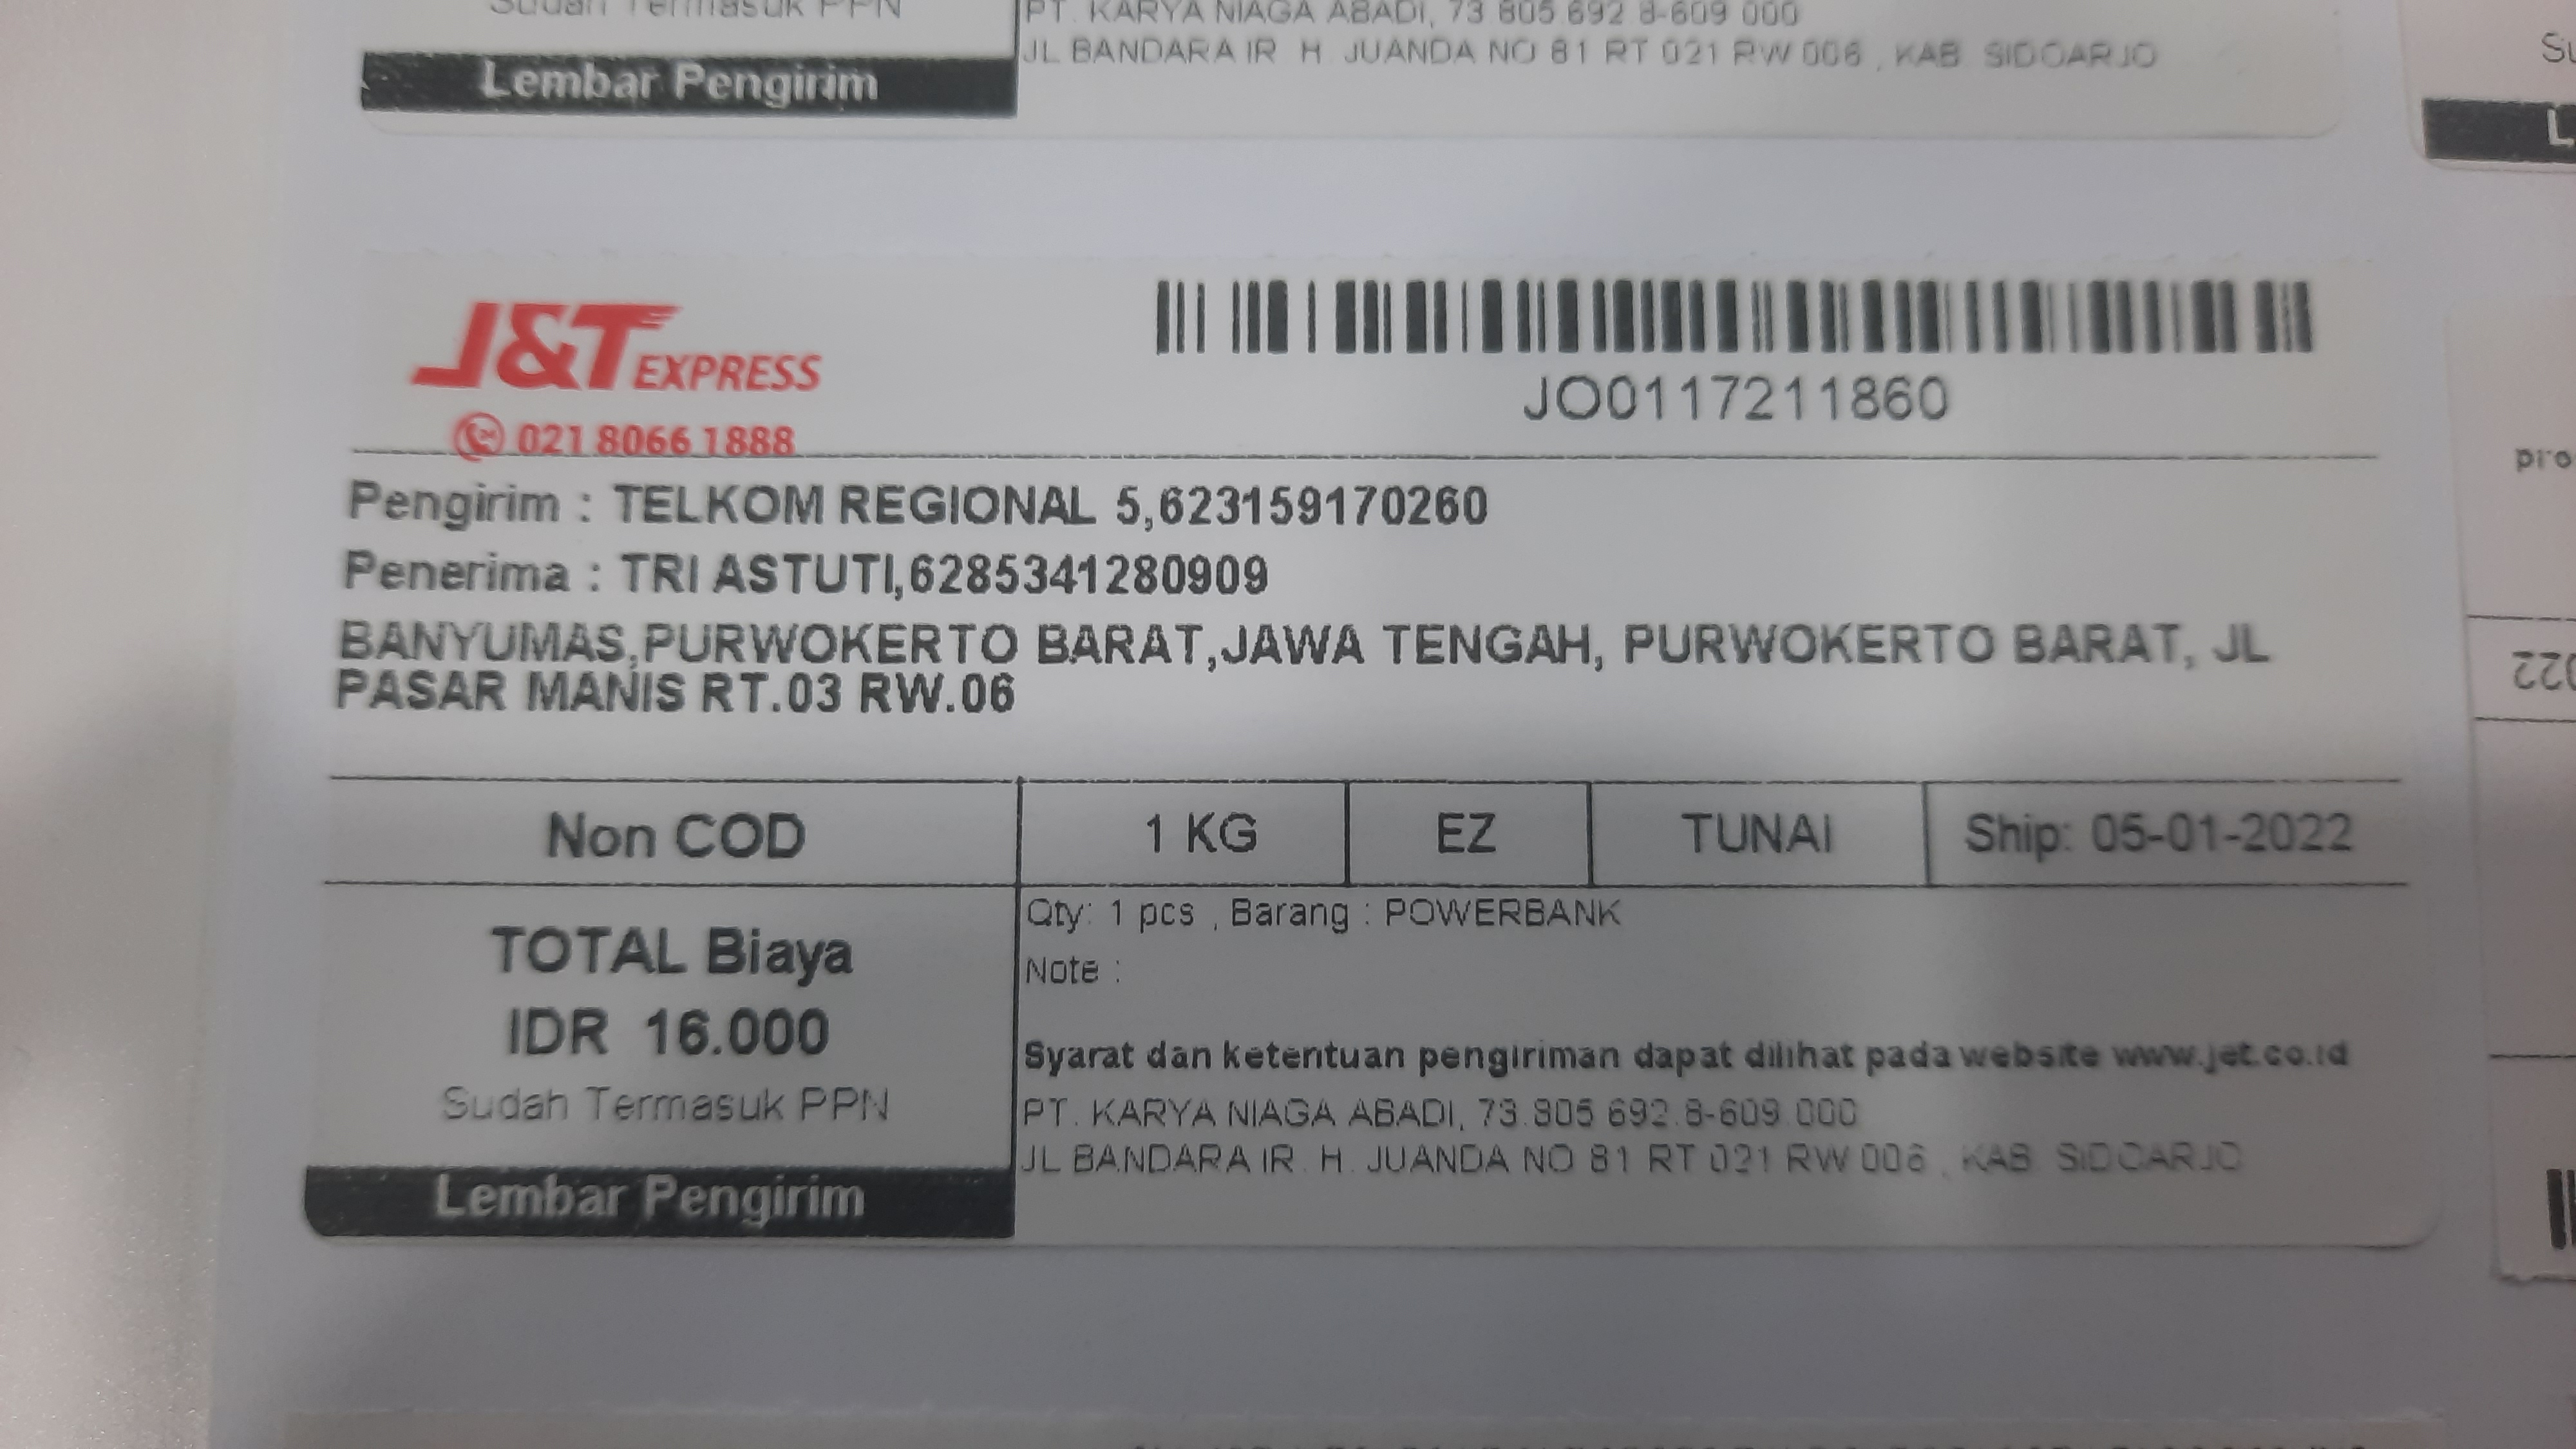 J&T EXPRESS
021 8066 1888
JO0117211860
Pengirim : TELKOM REGIONAL 5,623159170260
Penerima : TRI ASTUTI,6285341280909
BANYUMAS,PURWOKERTO BARAT,JAWA TENGAH, PURWOKERTO BARAT, JL
PASAR MANIS RT.03 RW.06
Non COD
1 KG
EZ
TUNAI
Ship: 05-01-2022
TOTAL Biaya
IDR 16.000
Sudah Termasuk PPN
Lembar Pengirim
Qty: 1 pcs , Barang : POWERBANK
Note :
Syarat dan ketentuan pengiriman dapat dilihat pada website www.jet.co.id
PT. KARYA NIAGA ABADI, 73.805.692.8-609.000
JL BANDARA IR. H. JUANDA NO 81 RT 021 RW 006 , KAB SIDOARJO
Lembar Pengirim
PT. KARYA NIAGA ABADI, 73 805 692 8-609 000
JL BANDARA IR H JUANDA NO 81 RT 021 RW 006 , KAB SIDOARJO